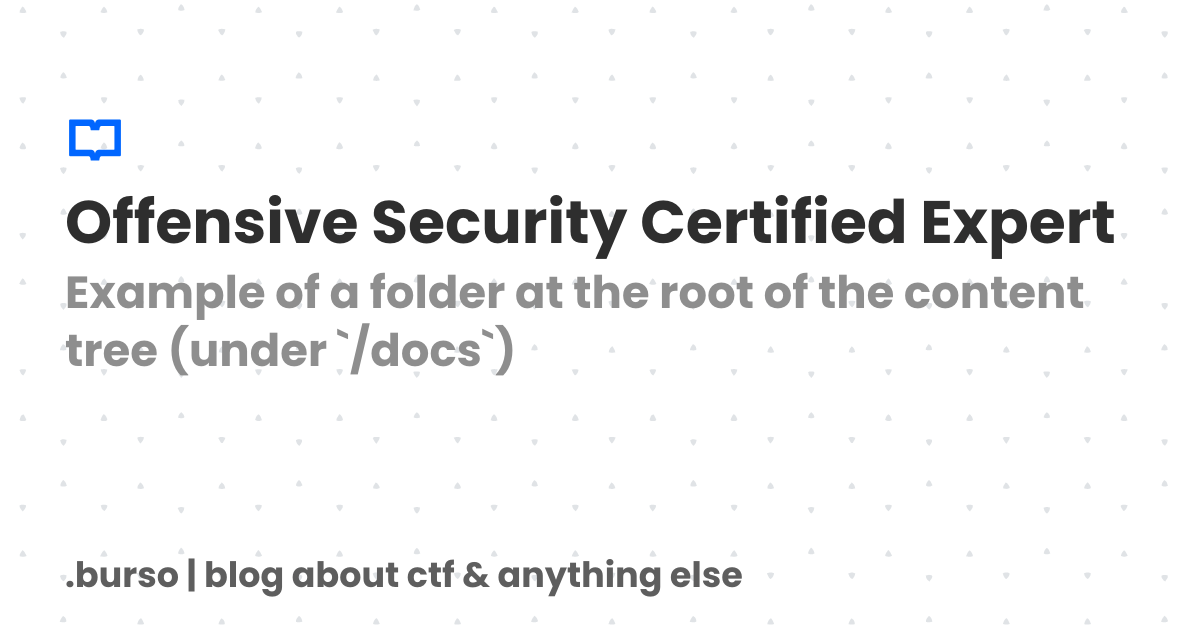 Offensive Security Certified Expert
Example of a folder at the root of the content
tree (under `/docs`)
.burso | blog about ctf & anything else